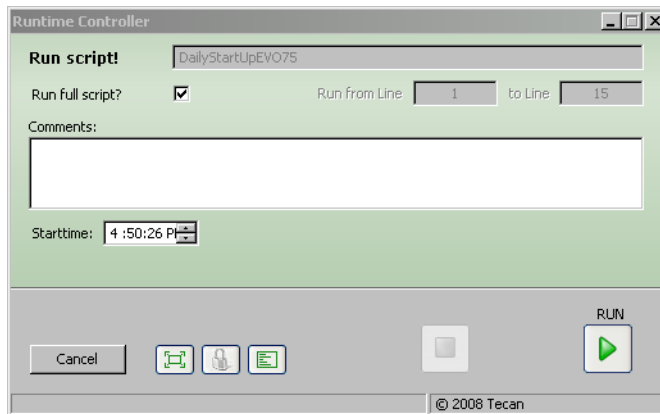 Runtime Controller
Run script! DailyStartUpEVO75
Run full script? Run from Line 1 to Line 15
Comments:
Starttime: 4 :50:26 PM
RUN
Cancel
© 2008 Tecan